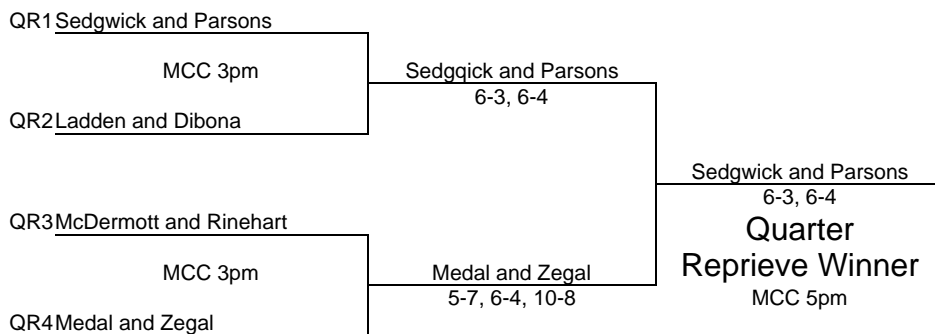 QR1 Sedgwick and Parsons
MCC 3pm
Sedgqick and Parsons
6-3, 6-4
QR2 Ladden and Dibona
Sedgwick and Parsons
6-3, 6-4
QR3 McDermott and Rinehart
Quarter
Reprieve Winner
MCC 3pm
Medal and Zegal
5-7, 6-4, 10-8
MCC 5pm
QR4 Medal and Zegal